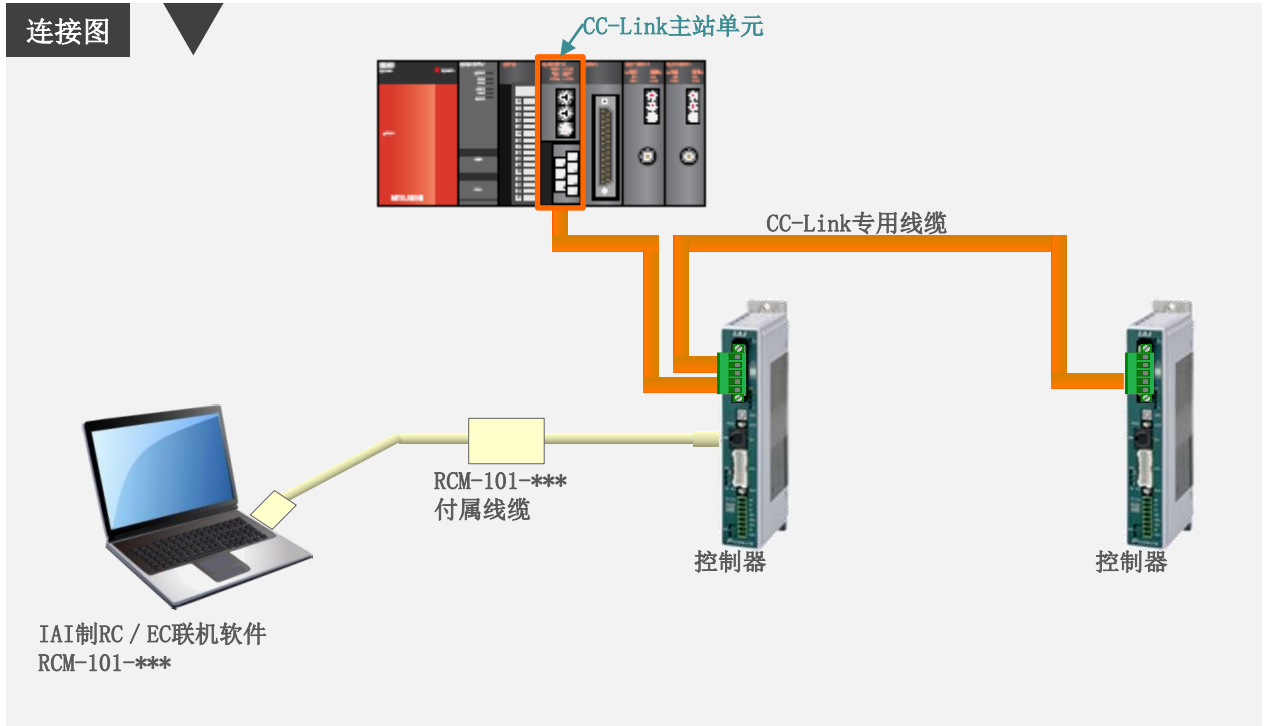 连接图
CC-Link主站单元
CC-Link专用线缆
RCM-101-***
付属线缆
控制器
控制器
IAI制RC／EC联机软件
RCM-101-***